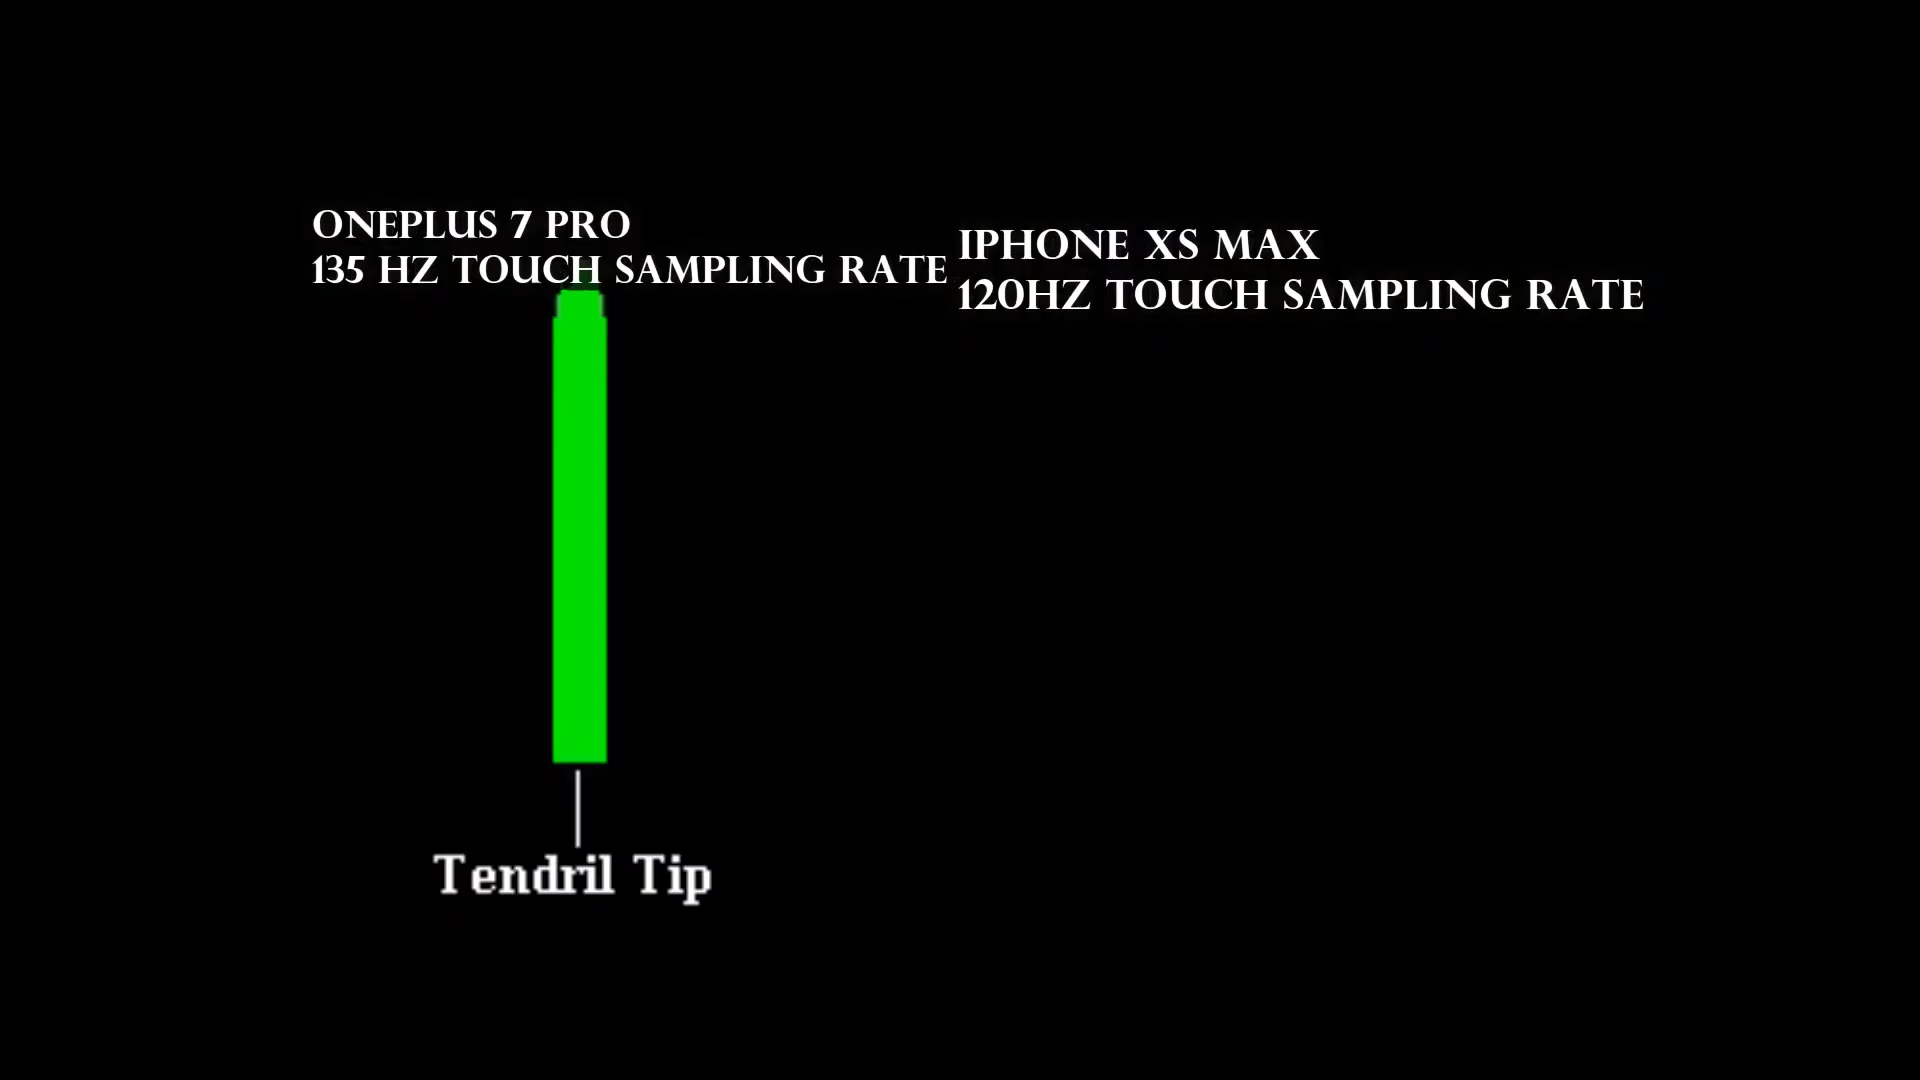 ONEPLUS 7 PRO
135 HZ TOUCH SAMPLING RATE
IPHONE XS MAX
120HZ TOUCH SAMPLING RATE
Tendril Tip